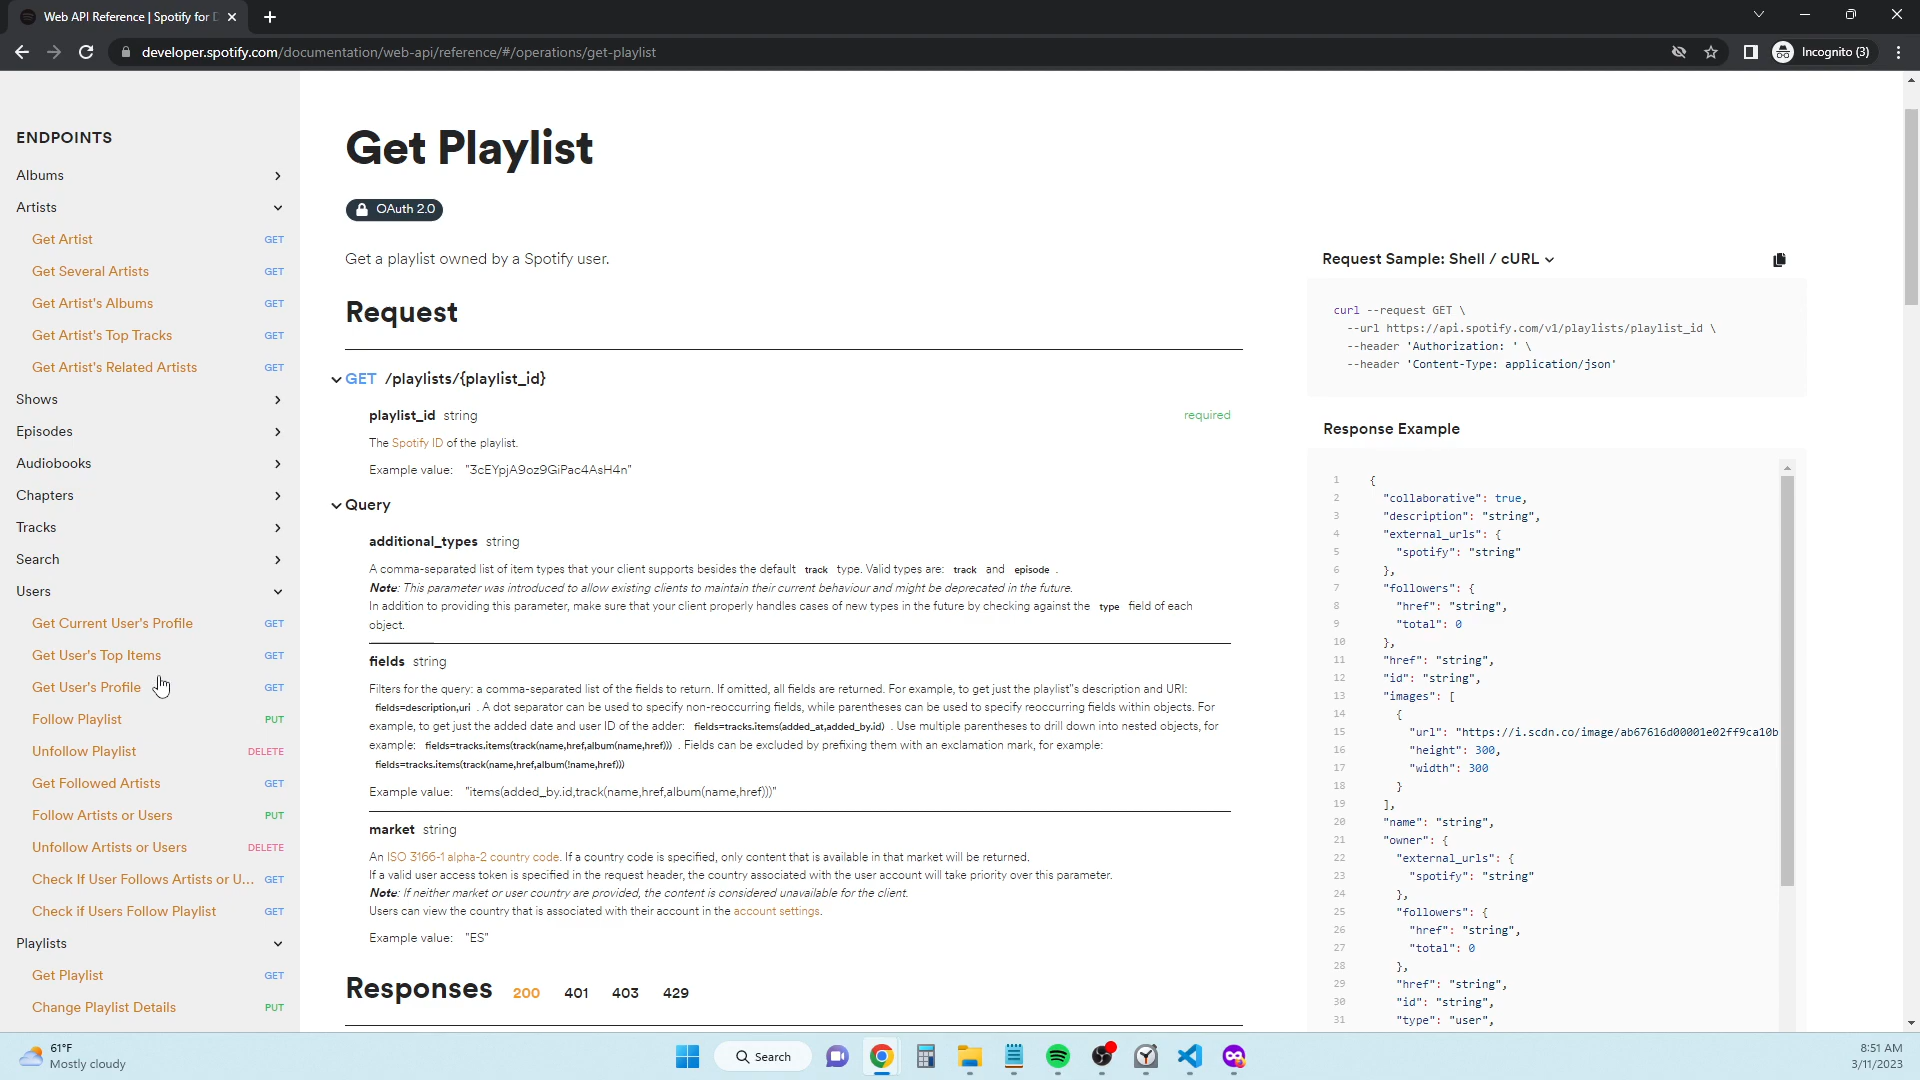 Web API Reference | Spotify for D
developer.spotify.com/documentation/web-api/reference/#/operations/get-playlist
Incognito (3)
ENDPOINTS
Albums
Artists
Get Artist GET
Get Several Artists GET
Get Artist's Albums GET
Get Artist's Top Tracks GET
Get Artist's Related Artists GET
Shows
Episodes
Audiobooks
Chapters
Tracks
Search
Users
Get Current User's Profile GET
Get User's Top Items GET
Get User's Profile GET
Follow Playlist PUT
Unfollow Playlist DELETE
Get Followed Artists GET
Follow Artists or Users PUT
Unfollow Artists or Users DELETE
Check If User Follows Artists or U... GET
Check if Users Follow Playlist GET
Playlists
Get Playlist GET
Change Playlist Details PUT
Get Playlist
OAuth 2.0
Get a playlist owned by a Spotify user.
Request
GET /playlists/{playlist_id}
playlist_id string required
The Spotify ID of the playlist.
Example value: "3cEYpjA9oz9GiPac4AsH4n"
Query
additional_types string
A comma-separated list of item types that your client supports besides the default track type. Valid types are: track and episode .
Note: This parameter was introduced to allow existing clients to maintain their current behaviour and might be deprecated in the future.
In addition to providing this parameter, make sure that your client properly handles cases of new types in the future by checking against the type field of each
object.
fields string
Filters for the query: a comma-separated list of the fields to return. If omitted, all fields are returned. For example, to get just the playlist''s description and URI:
fields=description,uri . A dot separator can be used to specify non-reoccurring fields, while parentheses can be used to specify reoccurring fields within objects. For
example, to get just the added date and user ID of the adder: fields=tracks.items(added_at,added_by.id) . Use multiple parentheses to drill down into nested objects, for
example: fields=tracks.items(track(name,href,album(name,href))) . Fields can be excluded by prefixing them with an exclamation mark, for example:
fields=tracks.items(track(name,href,album(!name,href)))
Example value: "items(added_by.id,track(name,href,album(name,href)))"
market string
An ISO 3166-1 alpha-2 country code. If a country code is specified, only content that is available in that market will be returned.
If a valid user access token is specified in the request header, the country associated with the user account will take priority over this parameter.
Note: If neither market or user country are provided, the content is considered unavailable for the client.
Users can view the country that is associated with their account in the account settings.
Example value: "ES"
Responses 200 401 403 429
Request Sample: Shell / cURL
curl --request GET \
--url https://api.spotify.com/v1/playlists/playlist_id \
--header 'Authorization: ' \
--header 'Content-Type: application/json'
Response Example
1 {
2 "collaborative": true,
3 "description": "string",
4 "external_urls": {
5 "spotify": "string"
6 },
7 "followers": {
8 "href": "string",
9 "total": 0
10 },
11 "href": "string",
12 "id": "string",
13 "images": [
14 {
15 "url": "https://i.scdn.co/image/ab67616d00001e02ff9ca10b
16 "height": 300,
17 "width": 300
18 }
19 ],
20 "name": "string",
21 "owner": {
22 "external_urls": {
23 "spotify": "string"
24 },
25 "followers": {
26 "href": "string",
27 "total": 0
28 },
29 "href": "string",
30 "id": "string",
31 "type": "user",
61°F
Mostly cloudy
Search
8:51 AM
3/11/2023